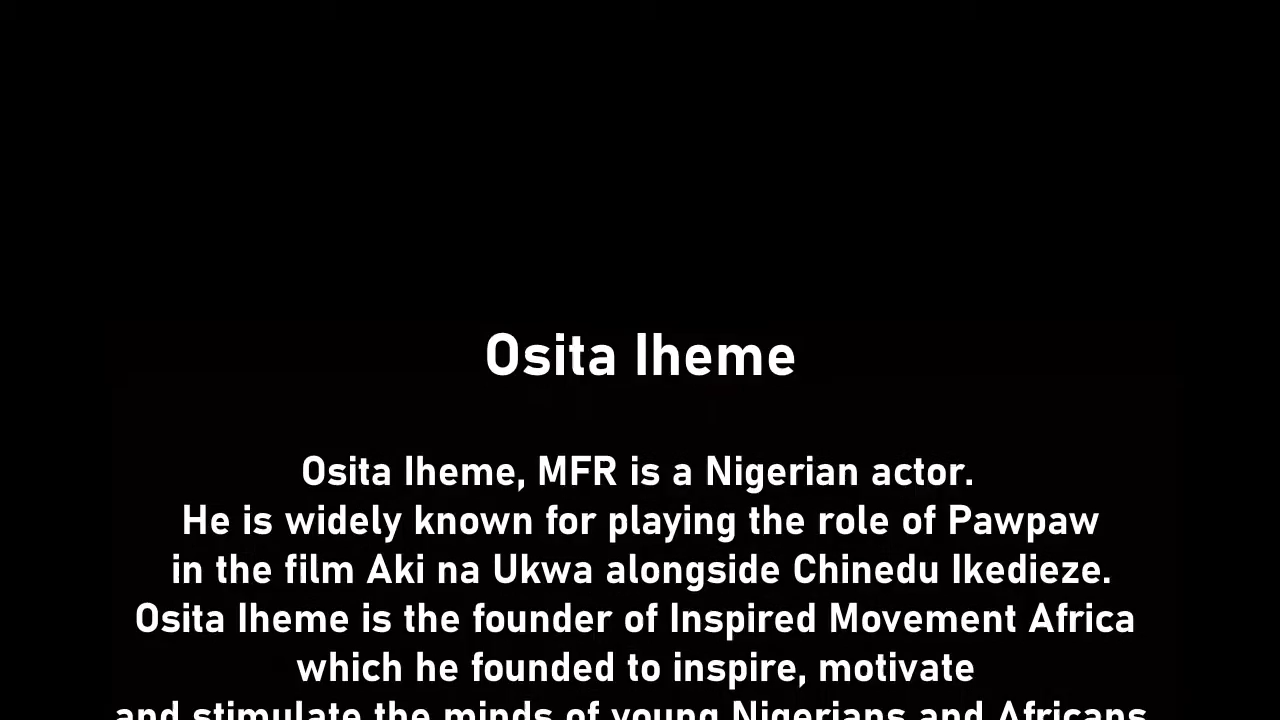 Osita Iheme
Osita Iheme, MFR is a Nigerian actor.
He is widely known for playing the role of Pawpaw
in the film Aki na Ukwa alongside Chinedu Ikedieze.
Osita Iheme is the founder of Inspired Movement Africa
which he founded to inspire, motivate
and stimulate the minds of young Nigerians and Africans